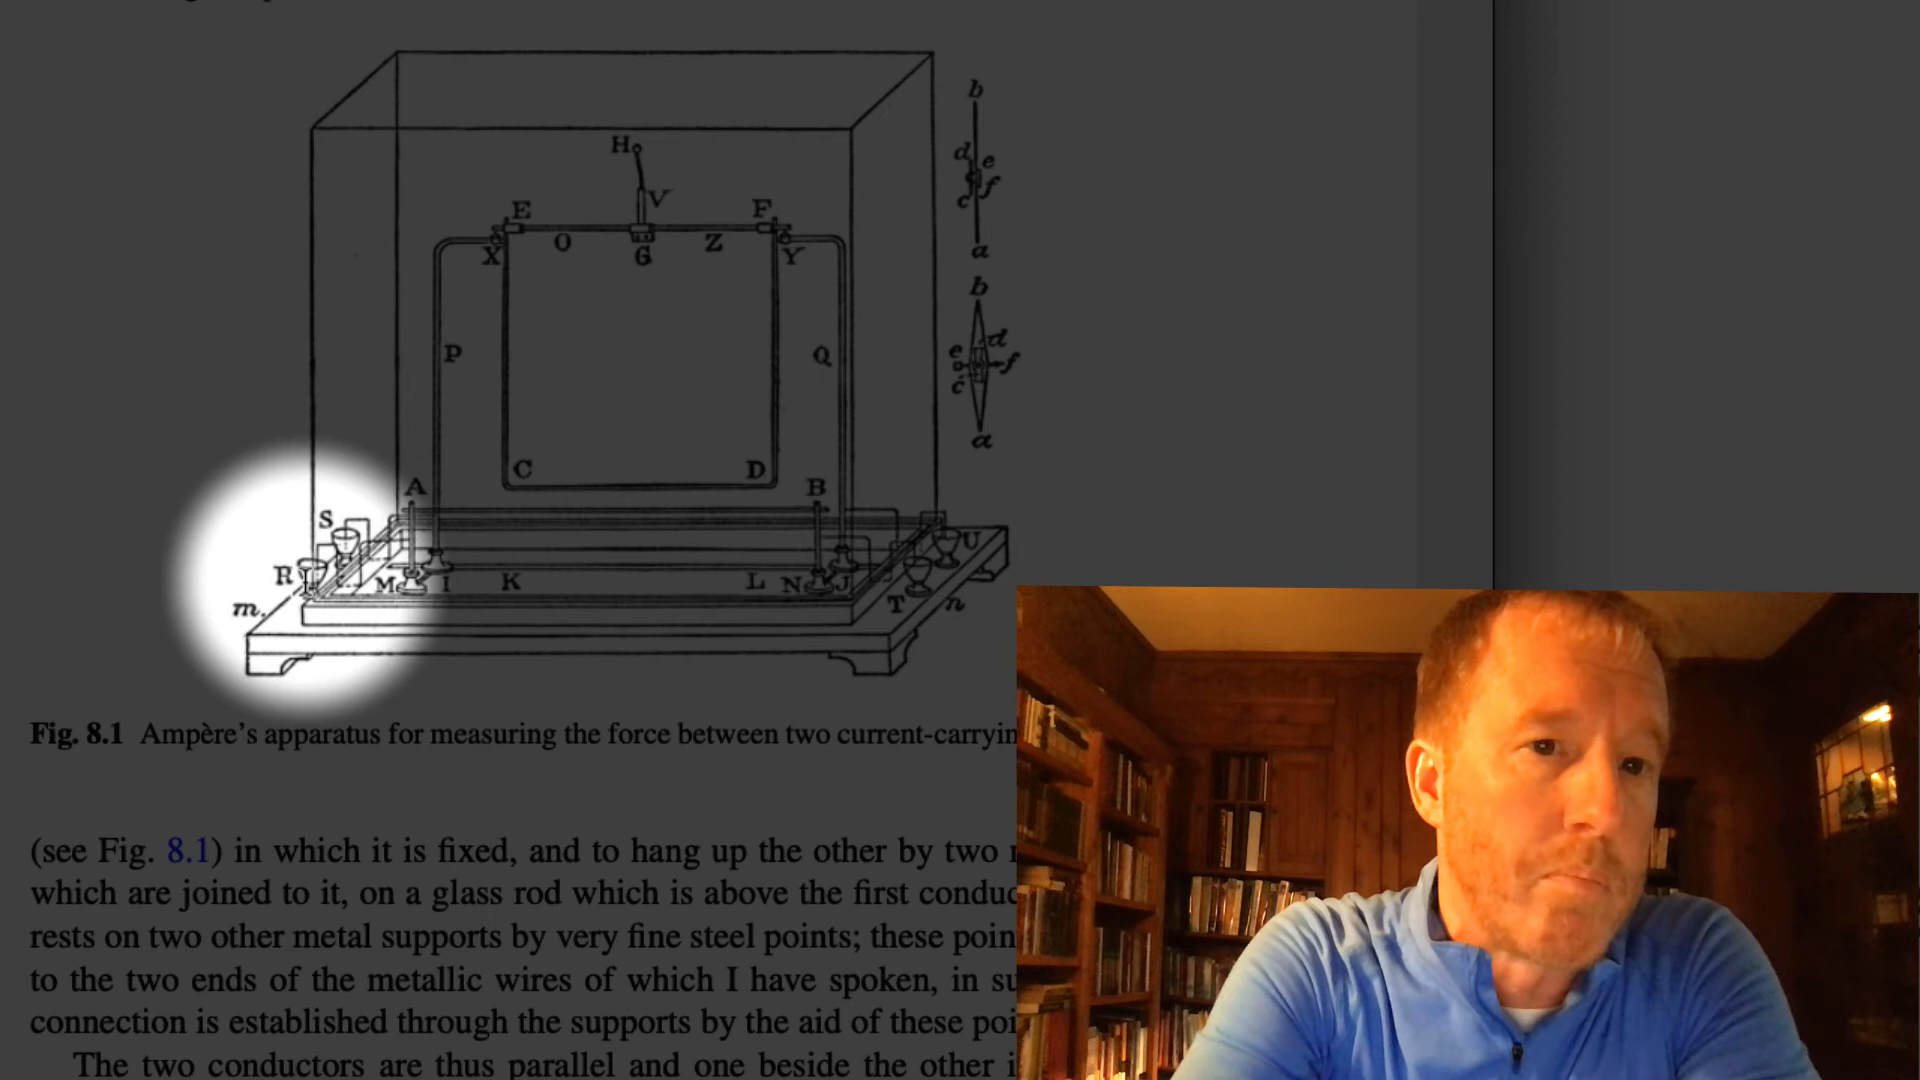 b
H
d
e
V
f
E
F
c
X
O
G
Z
Y
a
b
P
Q
d
e
f
c
C
D
a
A
B
S
U
R
M
I
K
L
N
J
m.
T
n
Fig. 8.1 Ampère's apparatus for measuring the force between two current-carryin
(see Fig. 8.1) in which it is fixed, and to hang up the other by two
which are joined to it, on a glass rod which is above the first conduc
rests on two other metal supports by very fine steel points; these poin
to the two ends of the metallic wires of which I have spoken, in su
connection is established through the supports by the aid of these poi
The two conductors are thus parallel and one beside the other i